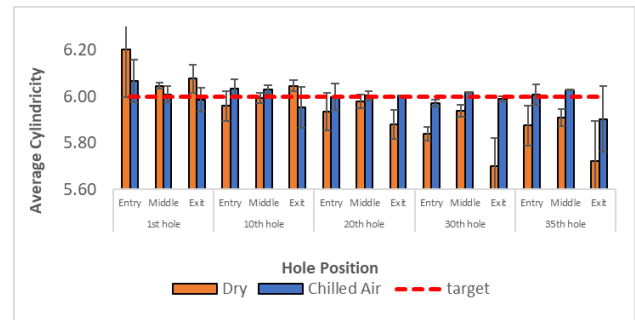 Average Cylindricity
6.20
6.00
5.80
5.60
Entry Middle Exit Entry Middle Exit Entry Middle Exit Entry Middle Exit Entry Middle Exit
1st hole 10th hole 20th hole 30th hole 35th hole
Hole Position
Dry Chilled Air target